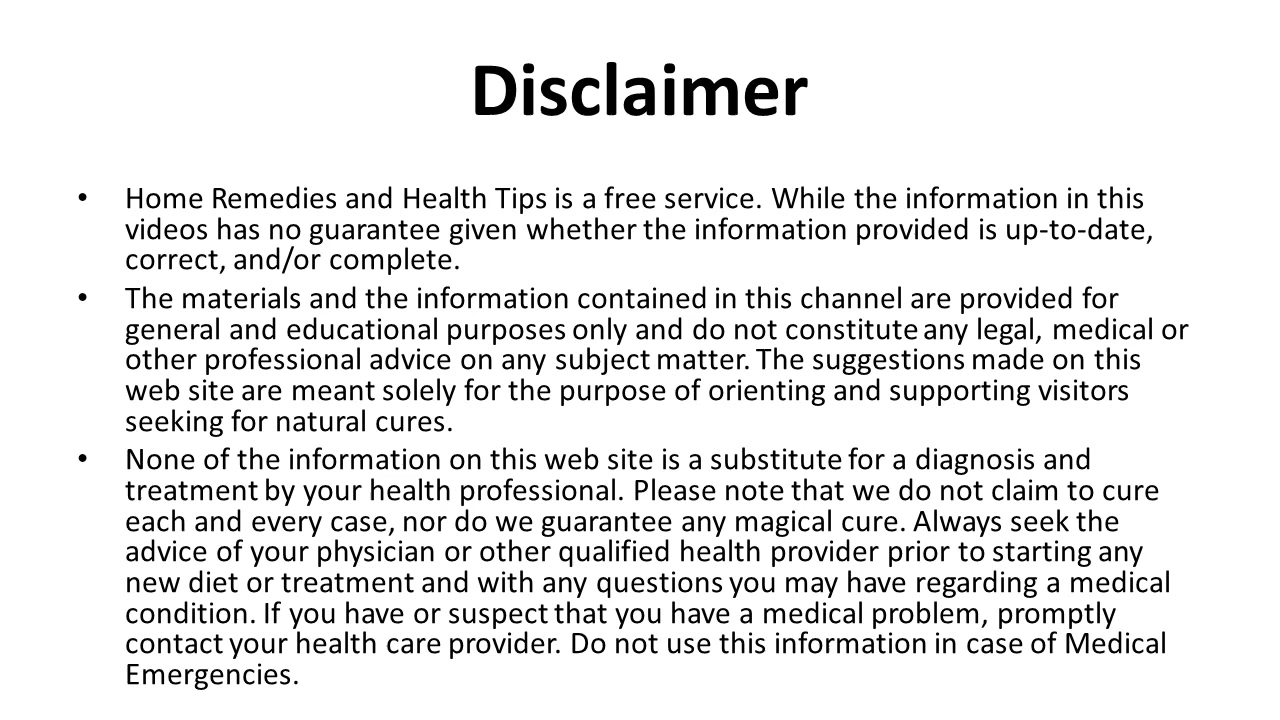 Disclaimer
• Home Remedies and Health Tips is a free service. While the information in this
videos has no guarantee given whether the information provided is up-to-date,
correct, and/or complete.
• The materials and the information contained in this channel are provided for
general and educational purposes only and do not constitute any legal, medical or
other professional advice on any subject matter. The suggestions made on this
web site are meant solely for the purpose of orienting and supporting visitors
seeking for natural cures.
• None of the information on this web site is a substitute for a diagnosis and
treatment by your health professional. Please note that we do not claim to cure
each and every case, nor do we guarantee any magical cure. Always seek the
advice of your physician or other qualified health provider prior to starting any
new diet or treatment and with any questions you may have regarding a medical
condition. If you have or suspect that you have a medical problem, promptly
contact your health care provider. Do not use this information in case of Medical
Emergencies.